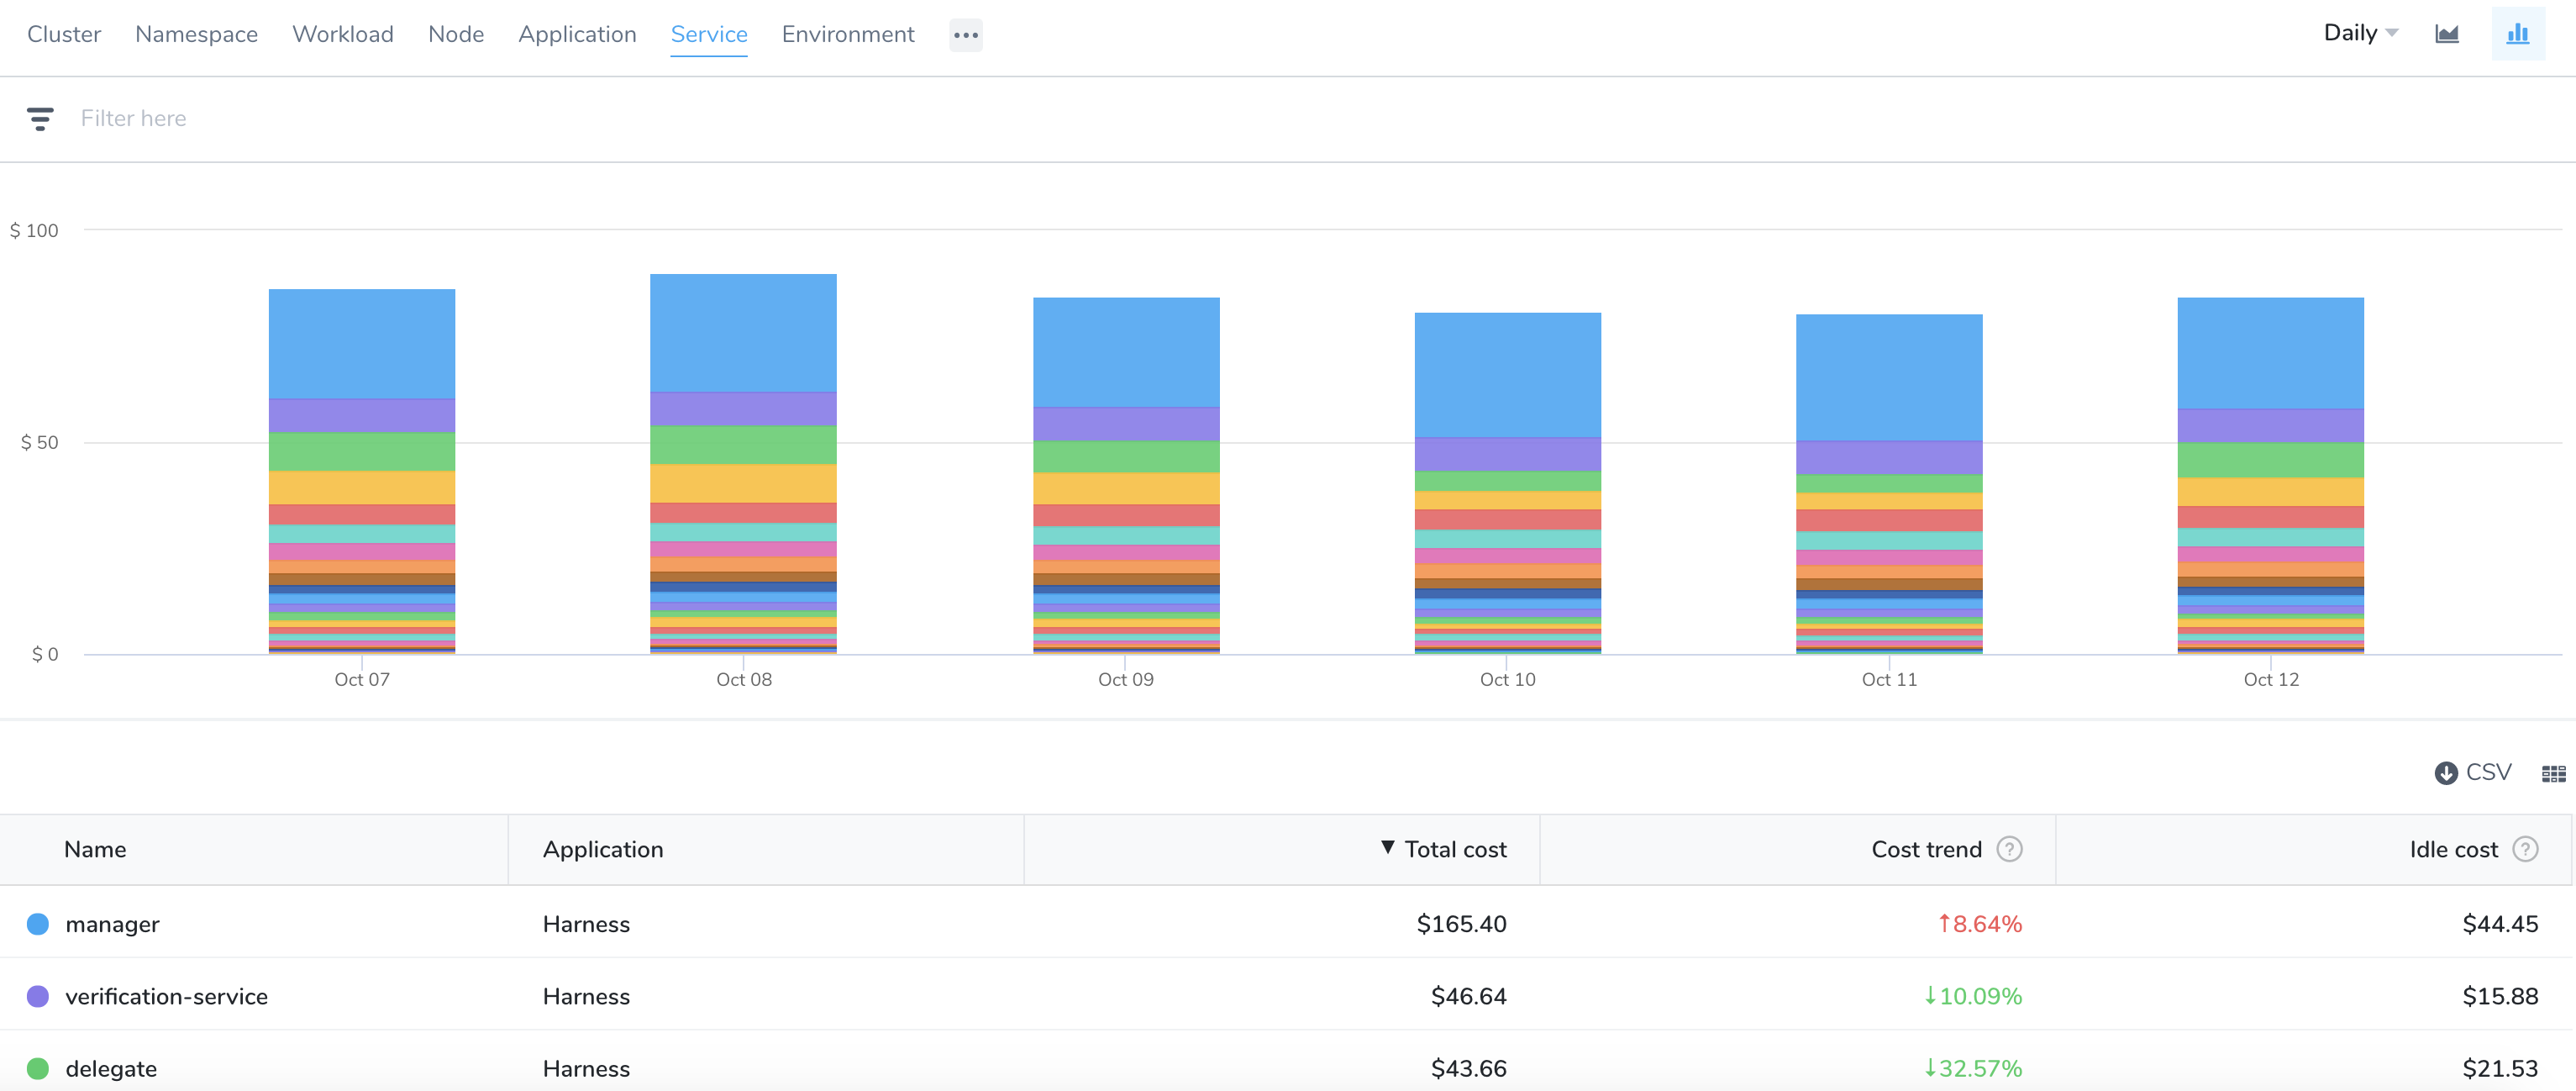 Cluster Namespace Workload Node Application Service Environment ••• Daily
Filter here
$ 100
$ 50
$ 0
Oct 07 Oct 08 Oct 09 Oct 10 Oct 11 Oct 12
CSV
Name Application ▼ Total cost Cost trend ? Idle cost ?
manager Harness $165.40 ↑8.64% $44.45
verification-service Harness $46.64 ↓10.09% $15.88
delegate Harness $43.66 ↓32.57% $21.53